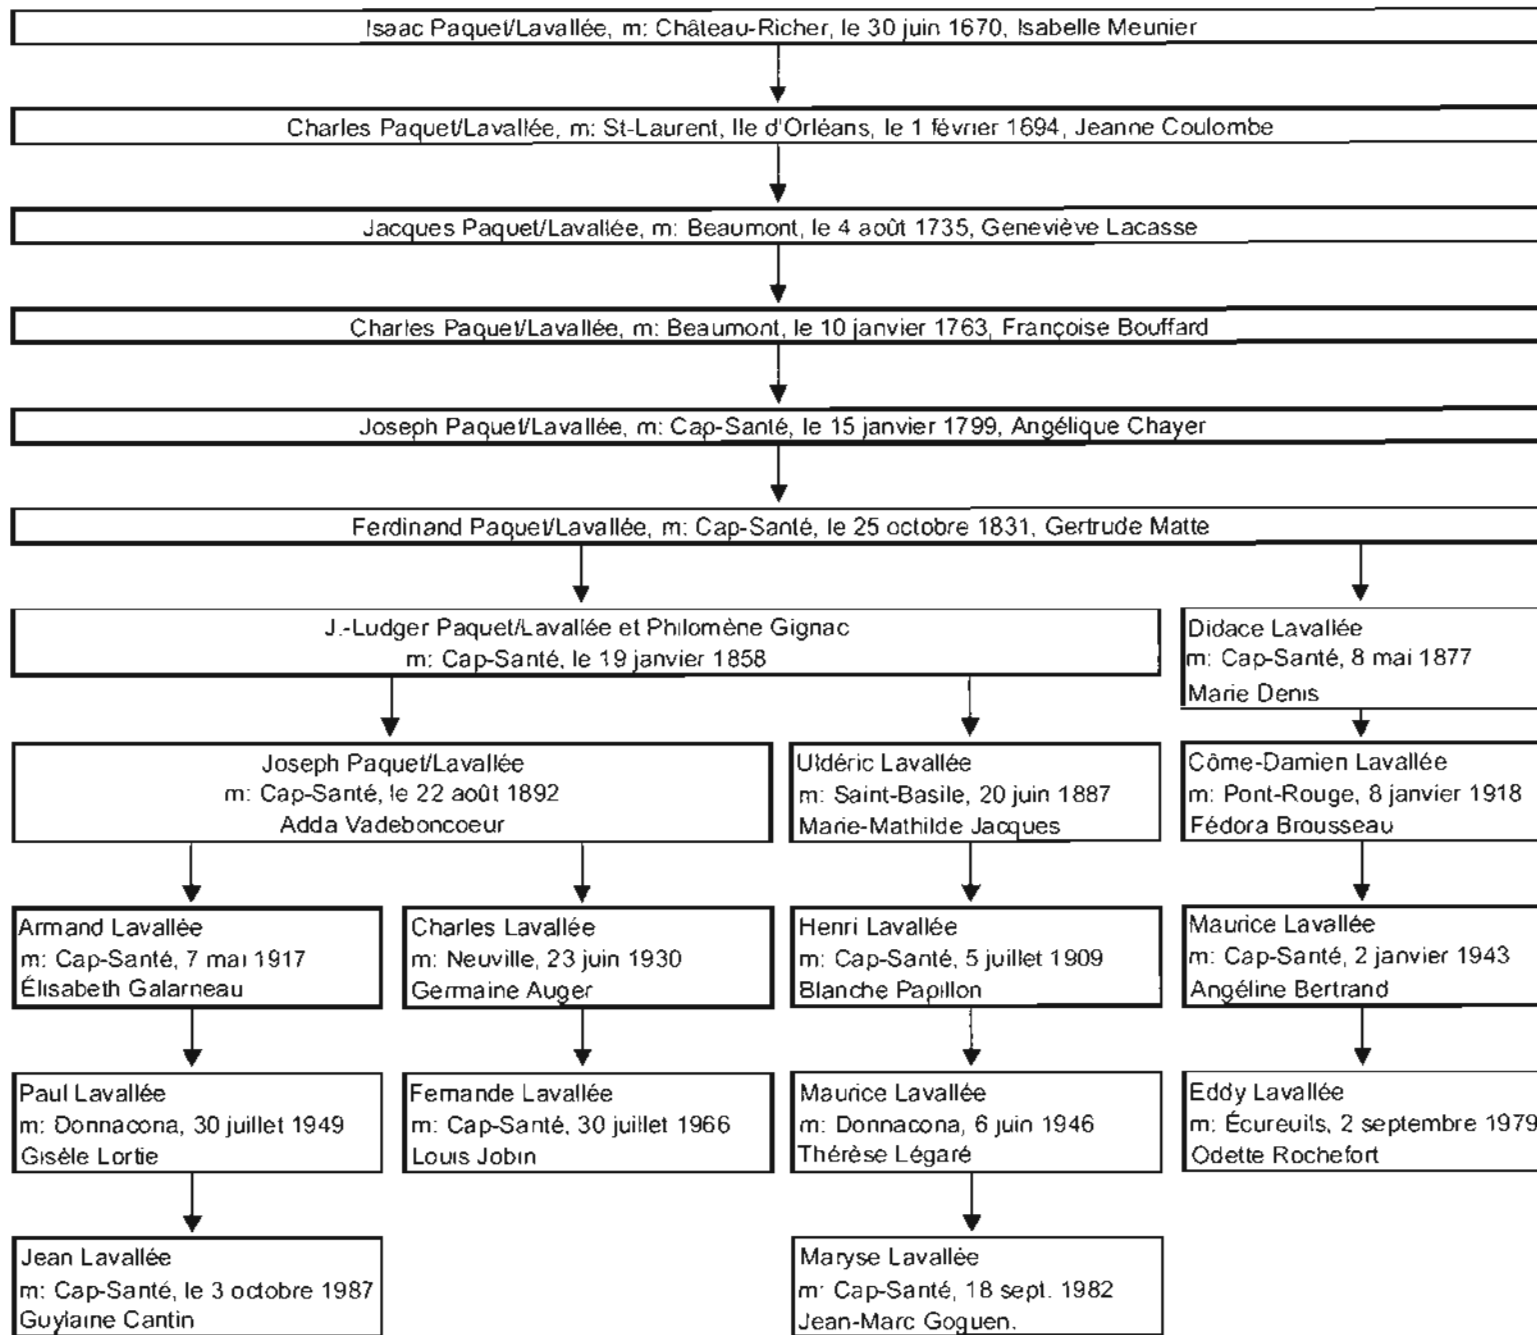 Isaac Paquet/Lavallée, m: Château-Richer, le 30 juin 1670, Isabelle Meunier
Charles Paquet/Lavallée, m: St-Laurent, Ile d'Orléans, le 1 février 1694, Jeanne Coulombe
Jacques Paquet/Lavallée, m: Beaumont, le 4 août 1735, Geneviève Lacasse
Charles Paquet/Lavallée, m: Beaumont, le 10 janvier 1763, Françoise Bouffard
Joseph Paquet/Lavallée, m: Cap-Santé, le 15 janvier 1799, Angélique Chayer
Ferdinand Paquet/Lavallée, m: Cap-Santé, le 25 octobre 1831, Gertrude Matte
J.-Ludger Paquet/Lavallée et Philomène Gignac
m: Cap-Santé, le 19 janvier 1858
Didace Lavallée
m: Cap-Santé, 8 mai 1877
Marie Denis
Joseph Paquet/Lavallée
m: Cap-Santé, le 22 août 1892
Adda Vadeboncoeur
Uldéric Lavallée
m: Saint-Basile, 20 juin 1887
Marie-Mathilde Jacques
Côme-Damien Lavallée
m: Pont-Rouge, 8 janvier 1918
Fédora Brousseau
Armand Lavallée
m: Cap-Santé, 7 mai 1917
Élisabeth Galarneau
Charles Lavallée
m: Neuville, 23 juin 1930
Germaine Auger
Henri Lavallée
m: Cap-Santé, 5 juillet 1909
Blanche Papillon
Maurice Lavallée
m: Cap-Santé, 2 janvier 1943
Angéline Bertrand
Paul Lavallée
m: Donnacona, 30 juillet 1949
Gisèle Lortie
Fernande Lavallée
m: Cap-Santé, 30 juillet 1966
Louis Jobin
Maurice Lavallée
m: Donnacona, 6 juin 1946
Thérèse Légaré
Eddy Lavallée
m: Écureuils, 2 septembre 1979
Odette Rochefort
Jean Lavallée
m: Cap-Santé, le 3 octobre 1987
Guylaine Cantin
Maryse Lavallée
m: Cap-Santé, 18 sept. 1982
Jean-Marc Goguen.